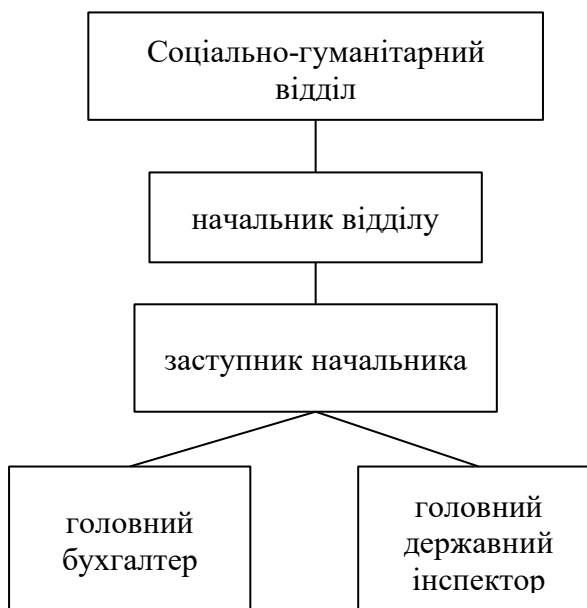 Соціально-гуманітарний
відділ
начальник відділу
заступник начальника
головний
бухгалтер
головний
державний
інспектор